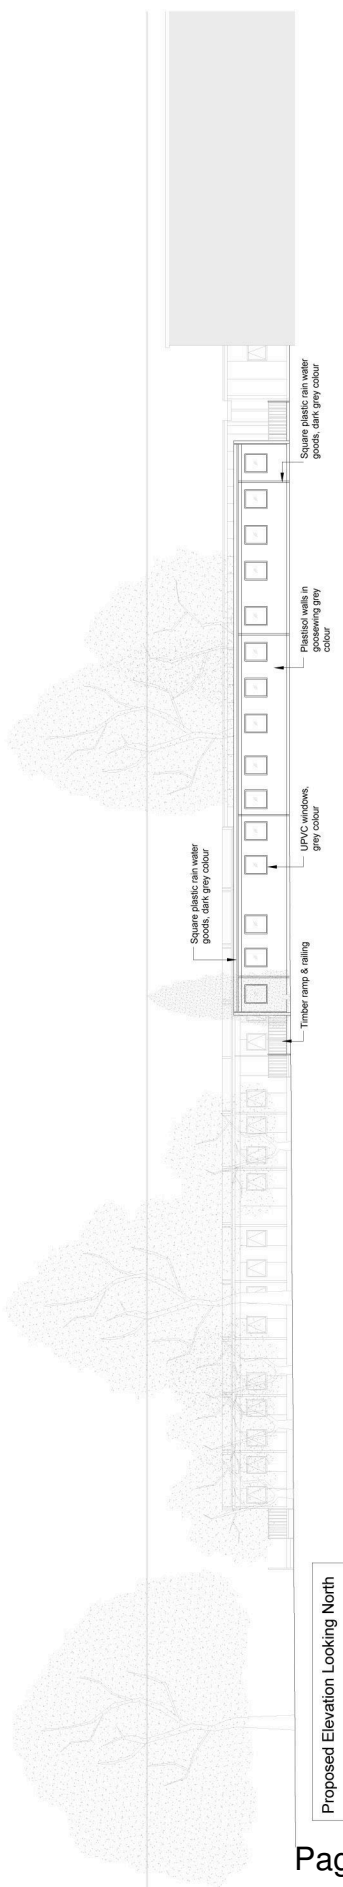 Square plastic rain water
goods, dark grey colour
Timber ramp & railing
UPVC windows,
grey colour
Plastisol walls in
goosewing grey
colour
Square plastic rain water
goods, dark grey colour
Proposed Elevation Looking North
Pag